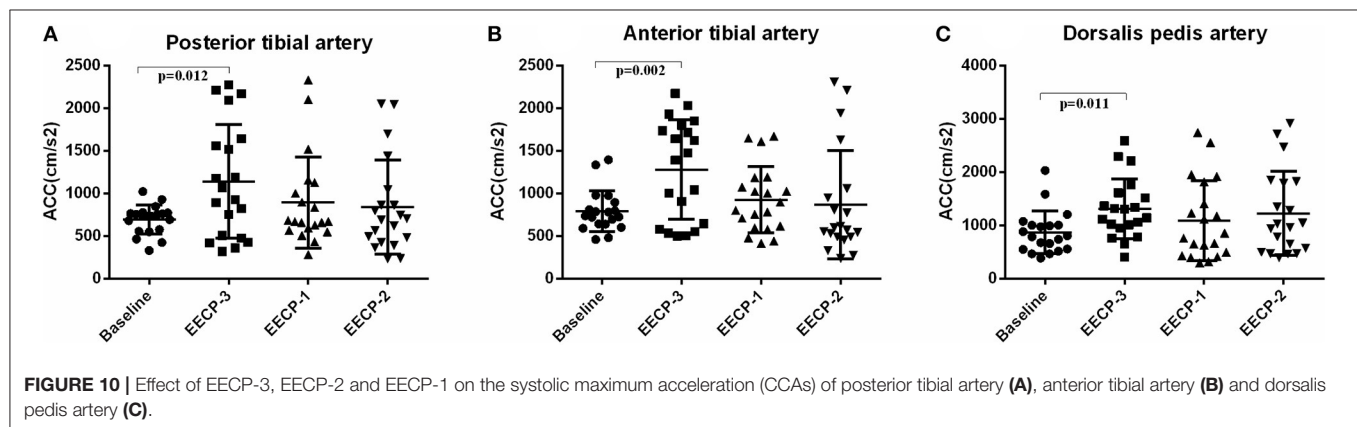 A
Posterior tibial artery
p=0.012
ACC(cm/s2)
2500
2000
1500
1000
500
0
Baseline
EECP-3
EECP-1
EECP-2
B
Anterior tibial artery
p=0.002
ACC(cm/s2)
2500
2000
1500
1000
500
0
Baseline
EECP-3
EECP-1
EECP-2
C
Dorsalis pedis artery
p=0.011
ACC(cm/s2)
4000
3000
2000
1000
0
Baseline
EECP-3
EECP-1
EECP-2
FIGURE 10 | Effect of EECP-3, EECP-2 and EECP-1 on the systolic maximum acceleration (CCAs) of posterior tibial artery (A), anterior tibial artery (B) and dorsalis
pedis artery (C).